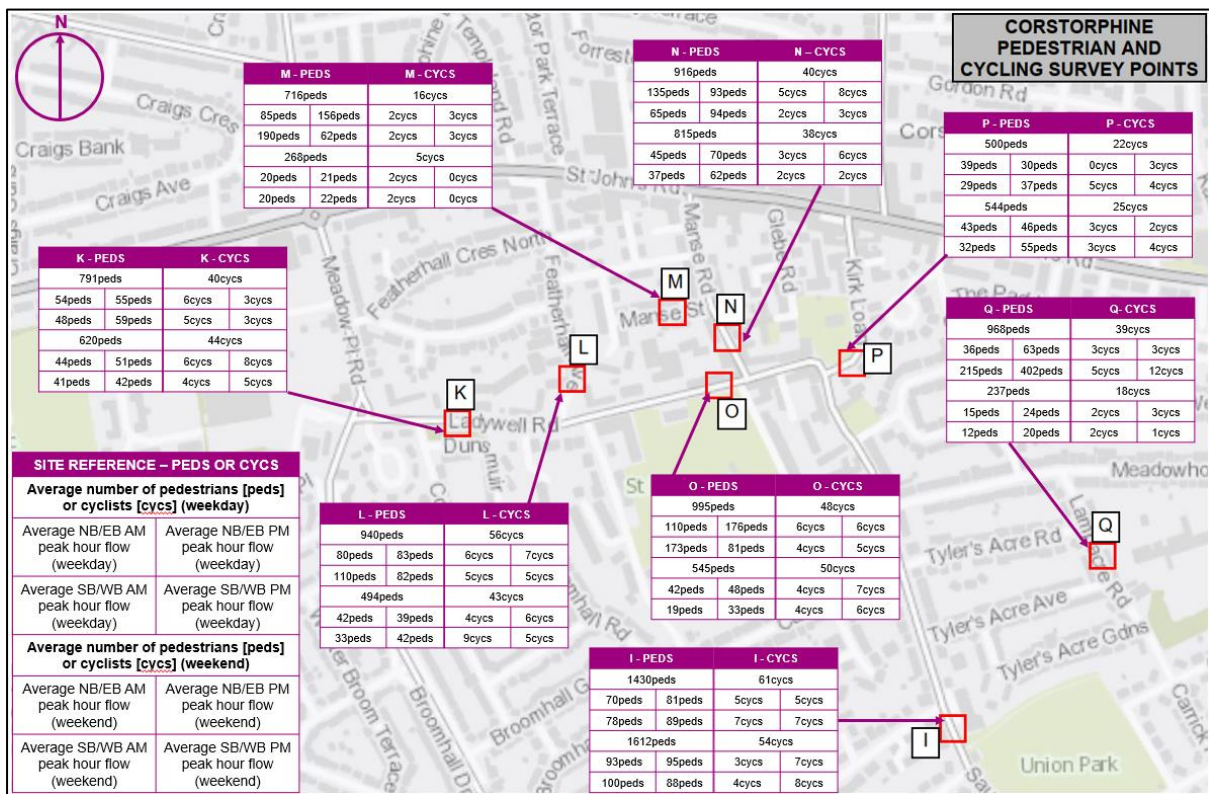 N
CORSTORPHINE
PEDESTRIAN AND
CYCLING SURVEY POINTS
M - PEDS M - CYCS
716peds 16cycs
85peds 156peds 2cycs 3cycs
190peds 62peds 2cycs 3cycs
268peds 5cycs
20peds 21peds 2cycs 0cycs
20peds 22peds 2cycs 0cycs
N - PEDS N – CYCS
916peds 40cycs
135peds 93peds 5cycs 8cycs
65peds 94peds 2cycs 3cycs
815peds 38cycs
45peds 70peds 3cycs 6cycs
37peds 62peds 2cycs 2cycs
P - PEDS P - CYCS
500peds 22cycs
39peds 30peds 0cycs 3cycs
29peds 37peds 5cycs 4cycs
544peds 25cycs
43peds 46peds 3cycs 2cycs
32peds 55peds 3cycs 4cycs
K - PEDS K - CYCS
791peds 40cycs
54peds 55peds 6cycs 3cycs
48peds 59peds 5cycs 3cycs
620peds 44cycs
44peds 51peds 6cycs 8cycs
41peds 42peds 4cycs 5cycs
Q - PEDS Q- CYCS
968peds 39cycs
36peds 63peds 3cycs 3cycs
215peds 402peds 5cycs 12cycs
237peds 18cycs
15peds 24peds 2cycs 3cycs
12peds 20peds 2cycs 1cycs
L - PEDS L - CYCS
940peds 56cycs
80peds 83peds 6cycs 7cycs
110peds 82peds 5cycs 5cycs
494peds 43cycs
42peds 39peds 4cycs 6cycs
33peds 42peds 9cycs 5cycs
O - PEDS O - CYCS
995peds 48cycs
110peds 176peds 6cycs 6cycs
173peds 81peds 4cycs 5cycs
545peds 50cycs
42peds 48peds 4cycs 7cycs
19peds 33peds 4cycs 6cycs
I - PEDS I - CYCS
1430peds 61cycs
70peds 81peds 5cycs 5cycs
78peds 89peds 7cycs 7cycs
1612peds 54cycs
93peds 95peds 3cycs 7cycs
100peds 88peds 4cycs 8cycs
SITE REFERENCE – PEDS OR CYCS
Average number of pedestrians [peds]
or cyclists [cycs] (weekday)
Average NB/EB AM
peak hour flow
(weekday)
Average NB/EB PM
peak hour flow
(weekday)
Average SB/WB AM
peak hour flow
(weekday)
Average SB/WB PM
peak hour flow
(weekday)
Average number of pedestrians [peds]
or cyclists [cycs] (weekend)
Average NB/EB AM
peak hour flow
(weekend)
Average NB/EB PM
peak hour flow
(weekend)
Average SB/WB AM
peak hour flow
(weekend)
Average SB/WB PM
peak hour flow
(weekend)
K
L
M
N
O
P
Q
I
Craigs Cres
Craigs Bank
Craigs Ave
Gordon Rd
St John's Rd
Meadow Pl Rd
Featherhall Cres North
Manse St
Manse Rd
Glebe Rd
Kirk Loan
Ladywell Rd
Tyler's Acre Rd
Tyler's Acre Ave
Tyler's Acre Gdns
Carrick
Union Park
Broomhall